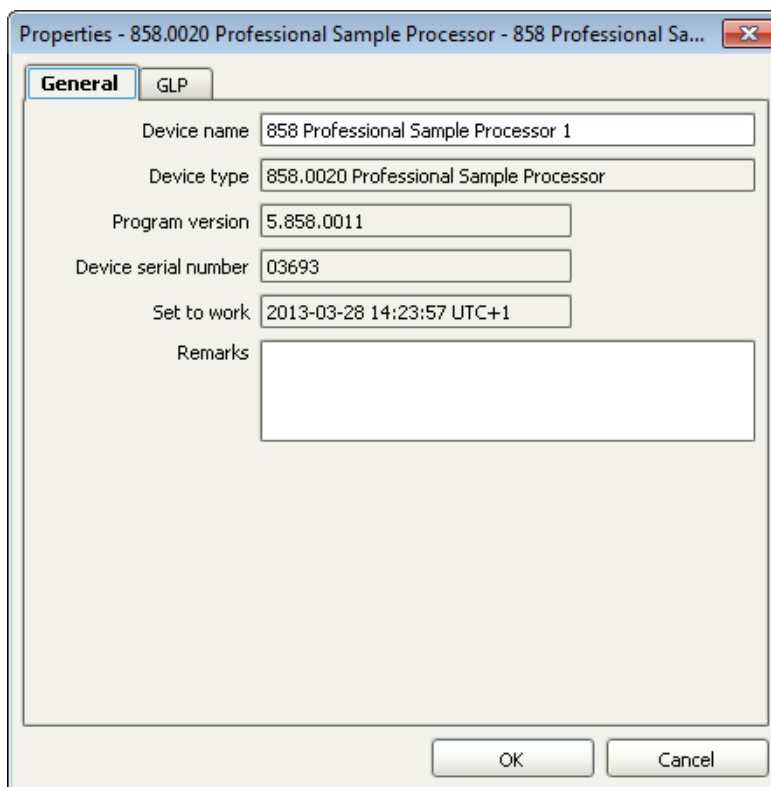 Properties - 858.0020 Professional Sample Processor - 858 Professional Sa...
General GLP
Device name 858 Professional Sample Processor 1
Device type 858.0020 Professional Sample Processor
Program version 5.858.0011
Device serial number 03693
Set to work 2013-03-28 14:23:57 UTC+1
Remarks
OK Cancel